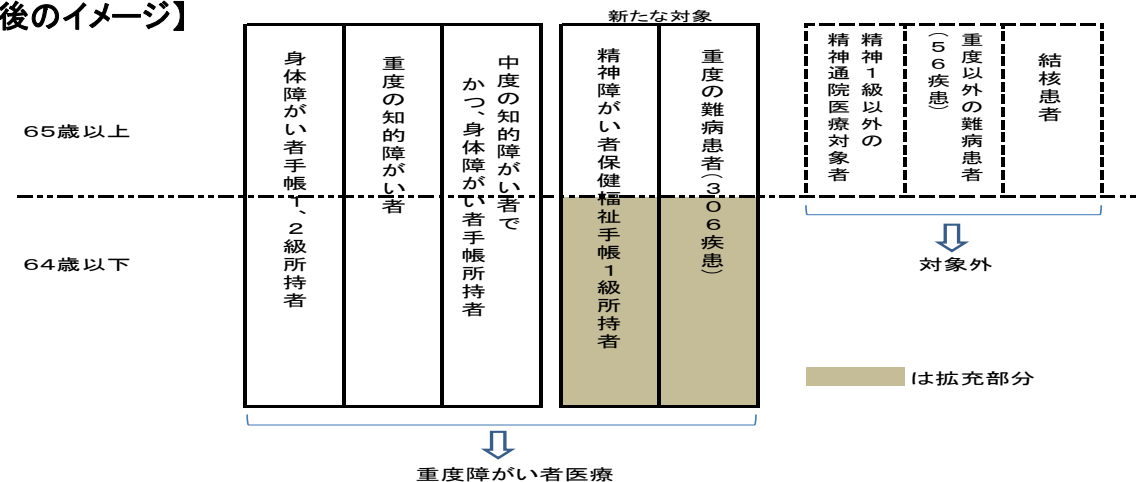 後のイメージ】
新たな対象
65歳以上
64歳以下
身体障がい者手帳1、2級所持者
重度の知的障がい者
中度の知的障がい者で
かつ、身体障がい者手帳所持者
精神障がい者保健福祉手帳1級所持者
重度の難病患者(306疾患)
精神1級以外の
精神通院医療対象者
重度以外の難病患者
(56疾患)
結核患者
対象外
は拡充部分
重度障がい者医療